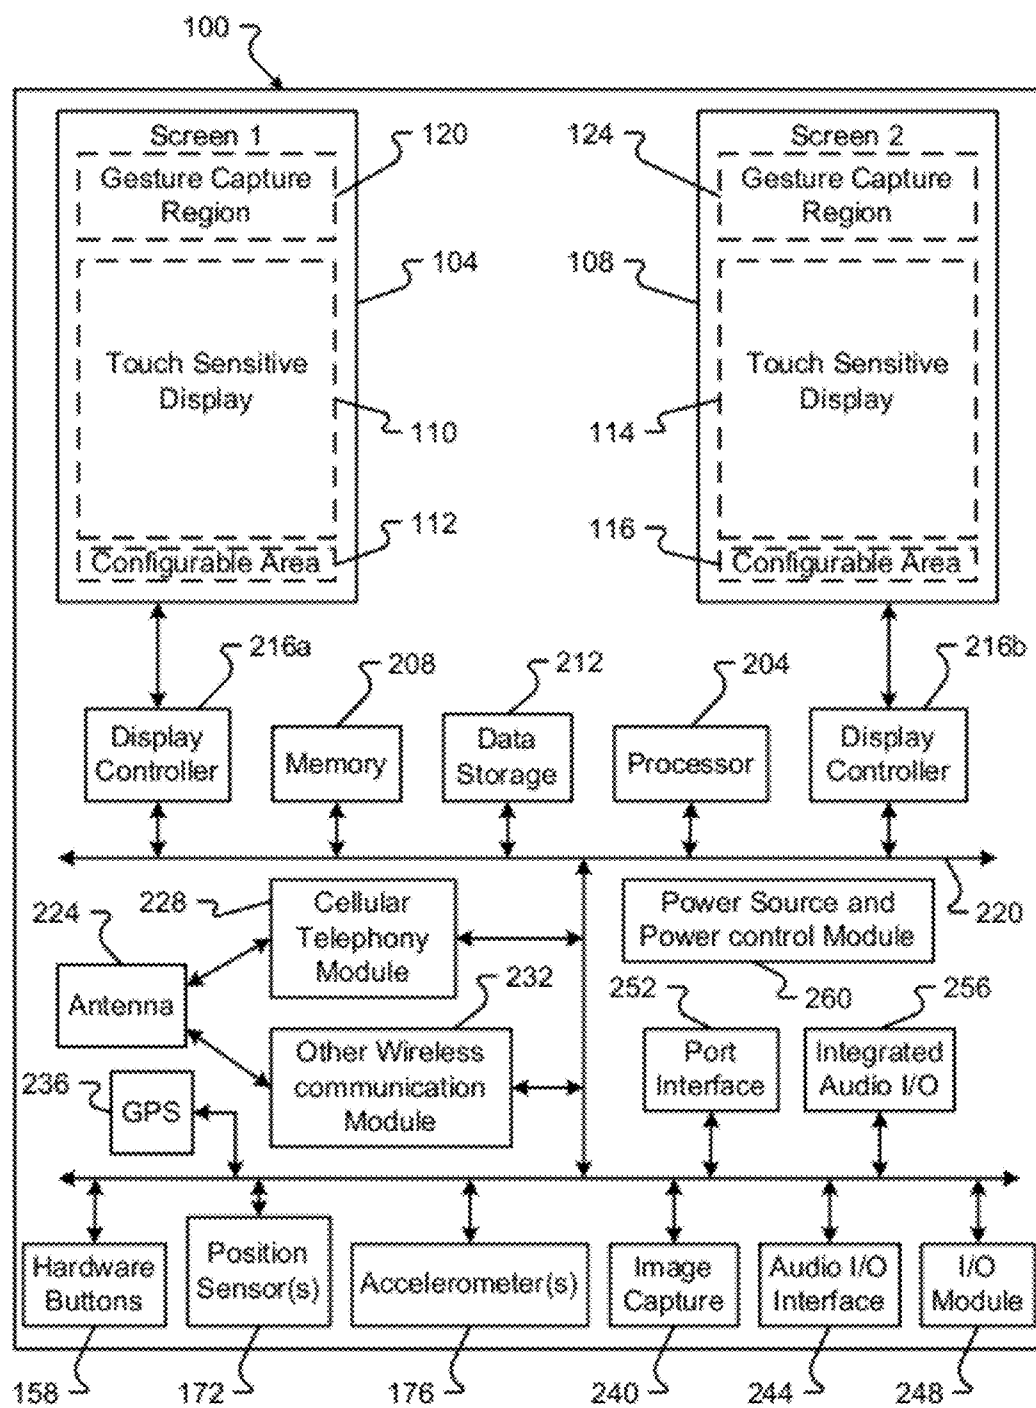 100
Screen 1
Gesture Capture
Region
120
104
Touch Sensitive
Display
110
112
Configurable Area
Screen 2
Gesture Capture
Region
124
108
Touch Sensitive
Display
114
116
Configurable Area
216a
208
212
204
216b
Display
Controller
Memory
Data
Storage
Processor
Display
Controller
220
228
224
Cellular
Telephony
Module
Power Source and
Power control Module
260
Antenna
232
Other Wireless
communication
Module
252
256
Port
Interface
Integrated
Audio I/O
236
GPS
Hardware
Buttons
Position
Sensor(s)
Accelerometer(s)
Image
Capture
Audio I/O
Interface
I/O
Module
158
172
176
240
244
248